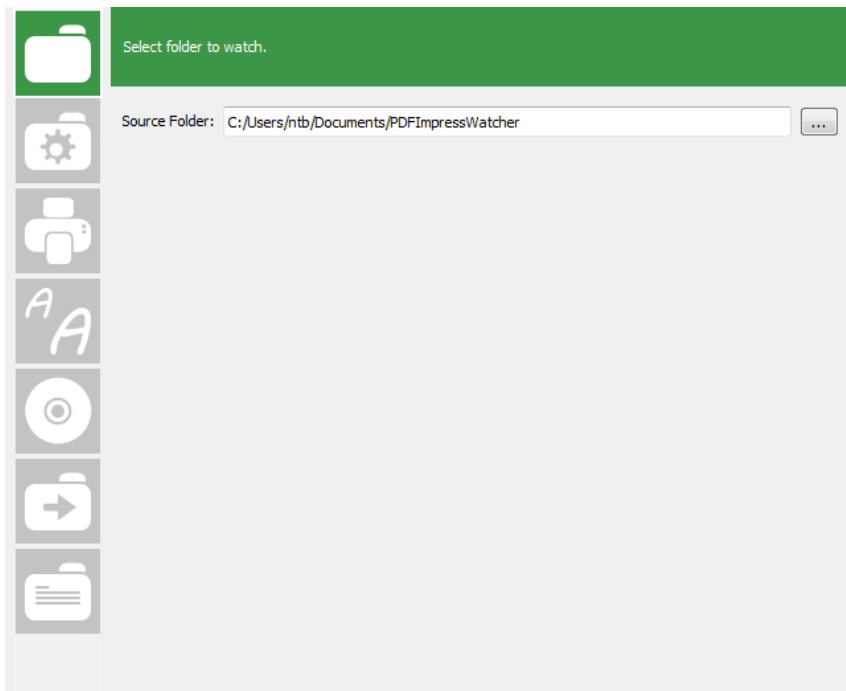 Select folder to watch.
Source Folder: C:/Users/ntb/Documents/PDFImpressWatcher ...
A A